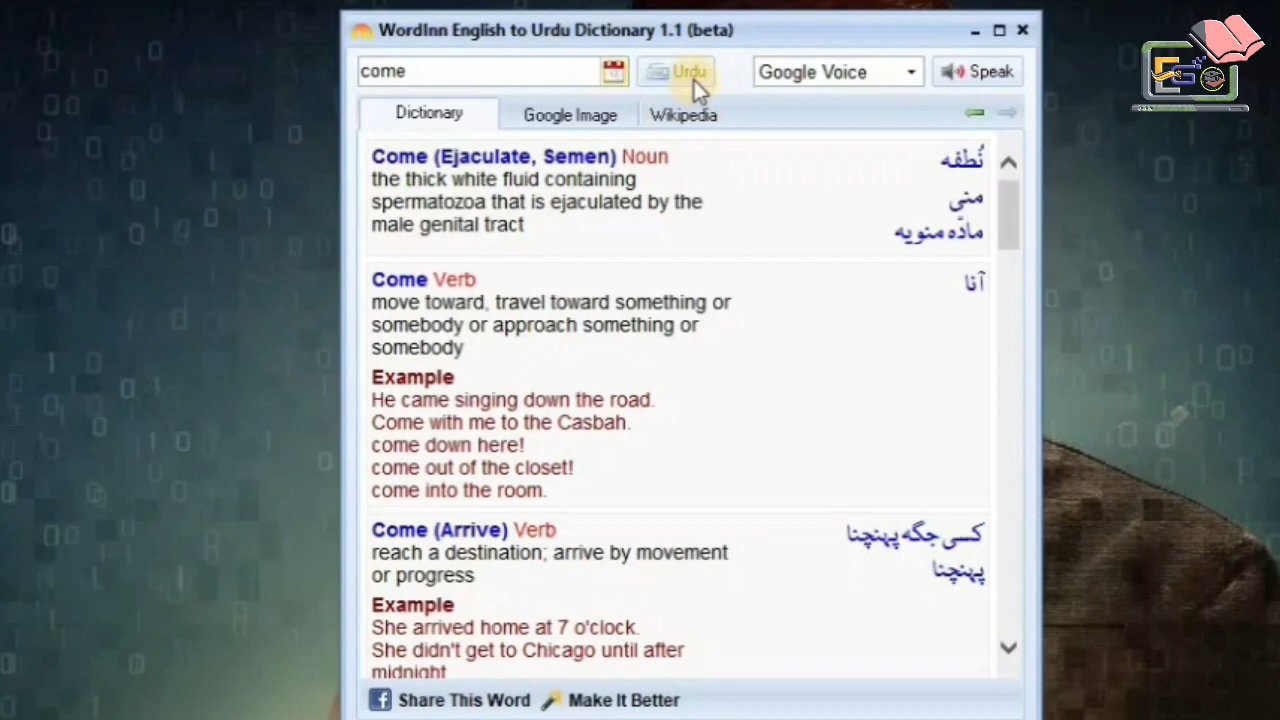 WordInn English to Urdu Dictionary 1.1 (beta)
come
Urdu
Google Voice
Speak
Dictionary
Google Image
Wikipedia
Come (Ejaculate, Semen) Noun
the thick white fluid containing
spermatozoa that is ejaculated by the
male genital tract
نُطفہ
منی
مادّہ منویہ
Come Verb
آنا
move toward, travel toward something or
somebody or approach something or
somebody
Example
He came singing down the road.
Come with me to the Casbah.
come down here!
come out of the closet!
come into the room.
Come (Arrive) Verb
کسی جگہ پہنچنا
پہنچنا
reach a destination; arrive by movement
or progress
Example
She arrived home at 7 o'clock.
She didn't get to Chicago until after
midnight
Share This Word
Make It Better